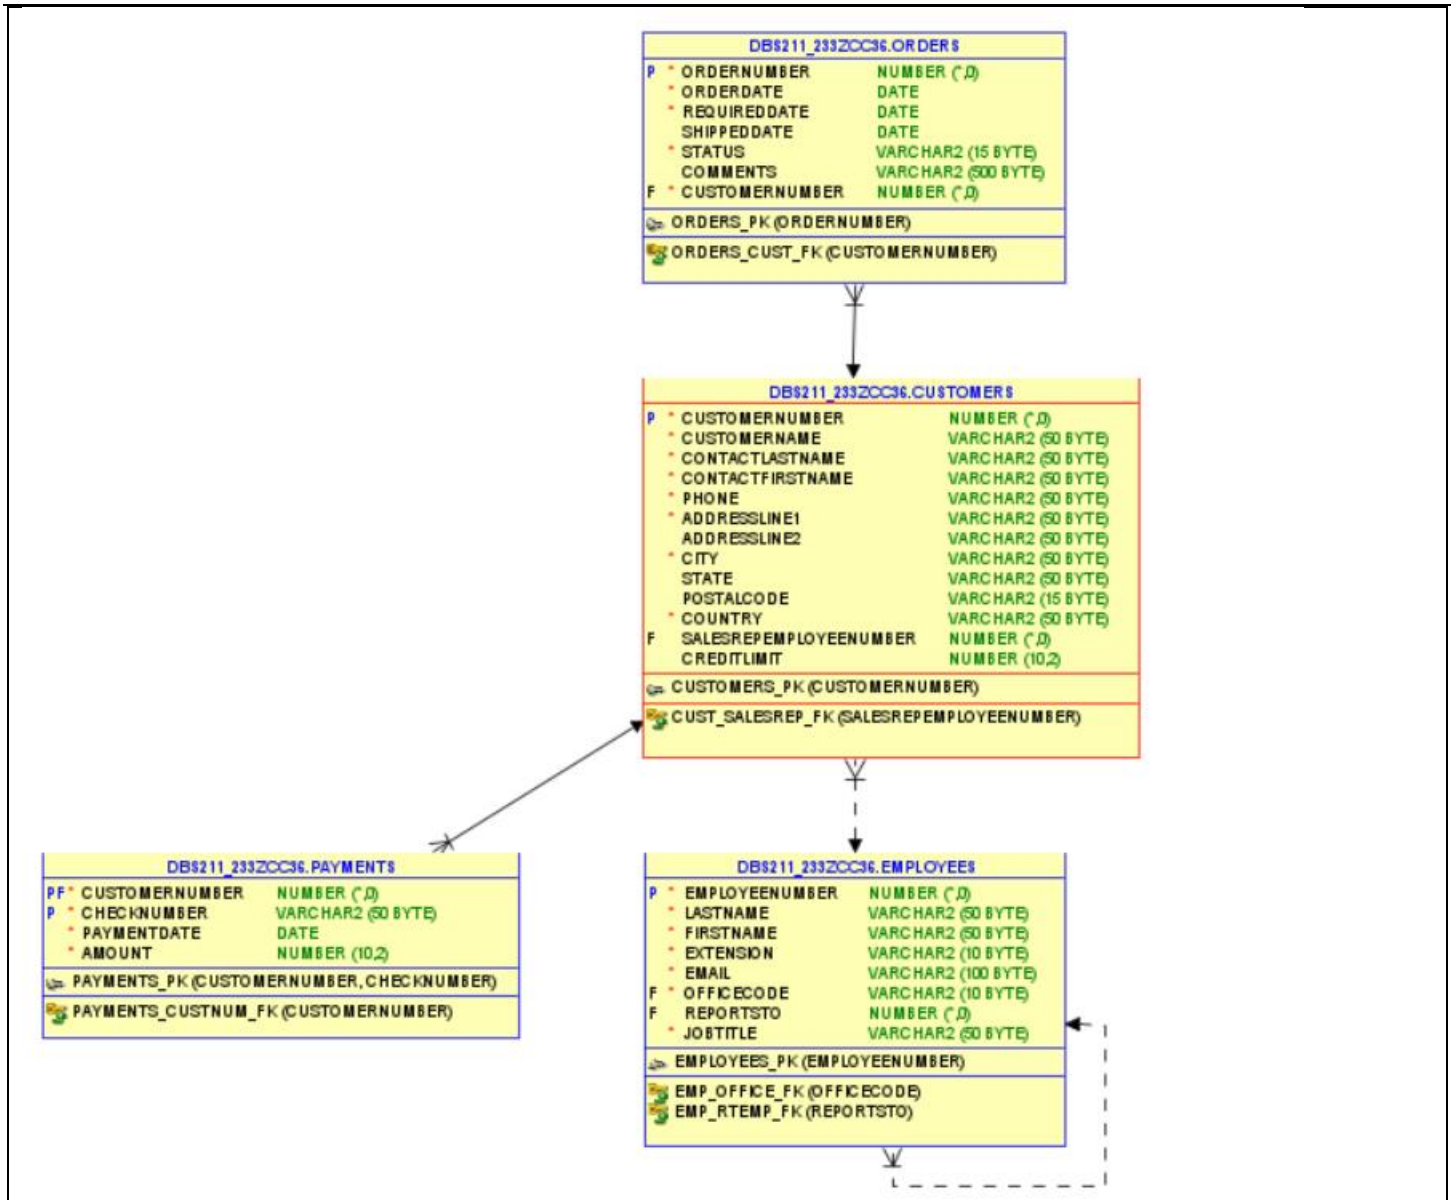 DBS211_233ZCC36.ORDERS
P * ORDERNUMBER NUMBER (*,0)
* ORDERDATE DATE
* REQUIREDDATE DATE
SHIPPEDDATE DATE
* STATUS VARCHAR2 (15 BYTE)
COMMENTS VARCHAR2 (500 BYTE)
F * CUSTOMERNUMBER NUMBER (*,0)
ORDERS_PK (ORDERNUMBER)
ORDERS_CUST_FK (CUSTOMERNUMBER)
DBS211_233ZCC36.CUSTOMERS
P * CUSTOMERNUMBER NUMBER (*,0)
* CUSTOMERNAME VARCHAR2 (50 BYTE)
* CONTACTLASTNAME VARCHAR2 (50 BYTE)
* CONTACTFIRSTNAME VARCHAR2 (50 BYTE)
* PHONE VARCHAR2 (50 BYTE)
* ADDRESSLINE1 VARCHAR2 (50 BYTE)
ADDRESSLINE2 VARCHAR2 (50 BYTE)
* CITY VARCHAR2 (50 BYTE)
STATE VARCHAR2 (50 BYTE)
POSTALCODE VARCHAR2 (15 BYTE)
* COUNTRY VARCHAR2 (50 BYTE)
F SALESREPEMPLOYEENUMBER NUMBER (*,0)
CREDITLIMIT NUMBER (10,2)
CUSTOMERS_PK (CUSTOMERNUMBER)
CUST_SALESREP_FK (SALESREPEMPLOYEENUMBER)
DBS211_233ZCC36.PAYMENTS
PF * CUSTOMERNUMBER NUMBER (*,0)
P * CHECKNUMBER VARCHAR2 (50 BYTE)
* PAYMENTDATE DATE
* AMOUNT NUMBER (10,2)
PAYMENTS_PK (CUSTOMERNUMBER, CHECKNUMBER)
PAYMENTS_CUSTNUM_FK (CUSTOMERNUMBER)
DBS211_233ZCC36.EMPLOYEES
P * EMPLOYEENUMBER NUMBER (*,0)
* LASTNAME VARCHAR2 (50 BYTE)
* FIRSTNAME VARCHAR2 (50 BYTE)
* EXTENSION VARCHAR2 (10 BYTE)
* EMAIL VARCHAR2 (100 BYTE)
F * OFFICECODE VARCHAR2 (10 BYTE)
F REPORTSTO NUMBER (*,0)
* JOBTITLE VARCHAR2 (50 BYTE)
EMPLOYEES_PK (EMPLOYEENUMBER)
EMP_OFFICE_FK (OFFICECODE)
EMP_RTEMP_FK (REPORTSTO)